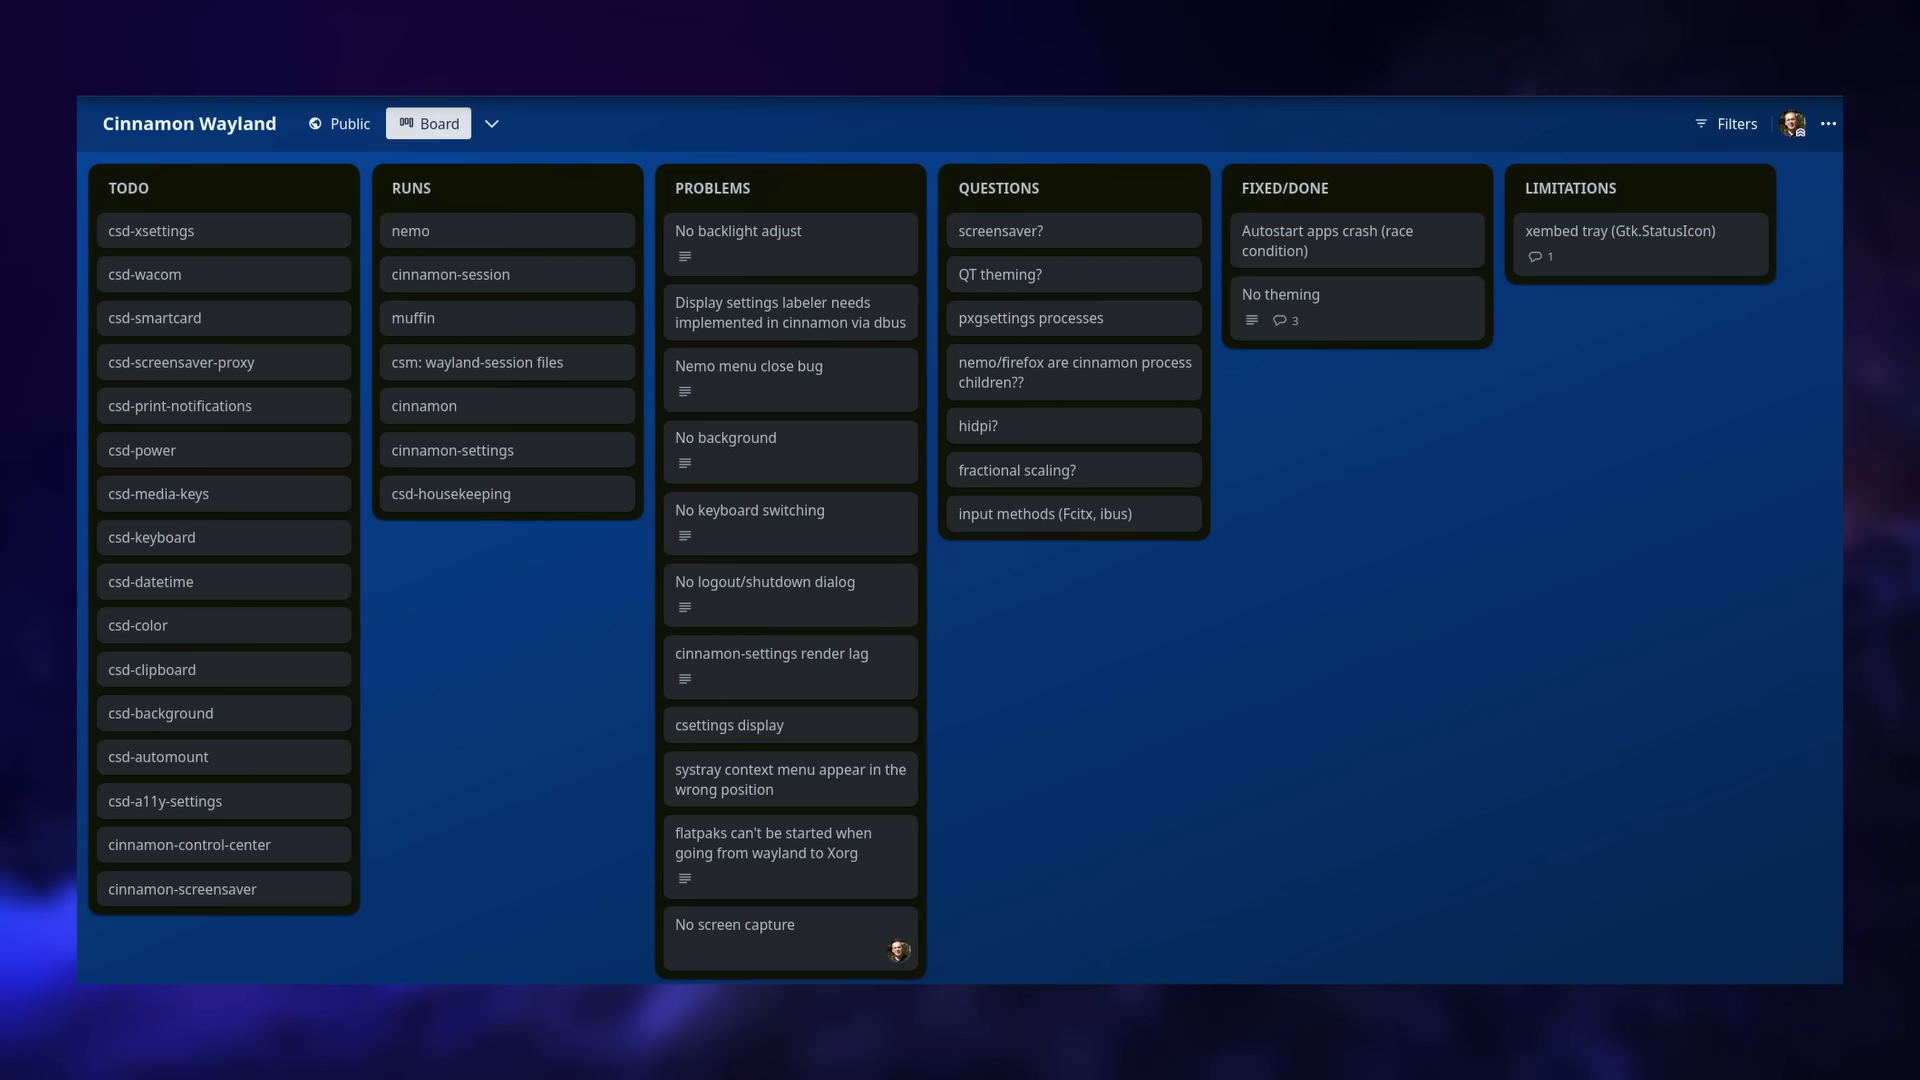 Cinnamon Wayland
Public
Board
Filters
TODO
csd-xsettings
csd-wacom
csd-smartcard
csd-screensaver-proxy
csd-print-notifications
csd-power
csd-media-keys
csd-keyboard
csd-datetime
csd-color
csd-clipboard
csd-background
csd-automount
csd-a11y-settings
cinnamon-control-center
cinnamon-screensaver
RUNS
nemo
cinnamon-session
muffin
csm: wayland-session files
cinnamon
cinnamon-settings
csd-housekeeping
PROBLEMS
No backlight adjust
Display settings labeler needs
implemented in cinnamon via dbus
Nemo menu close bug
No background
No keyboard switching
No logout/shutdown dialog
cinnamon-settings render lag
csettings display
systray context menu appear in the
wrong position
flatpaks can't be started when
going from wayland to Xorg
No screen capture
QUESTIONS
screensaver?
QT theming?
pxgsettings processes
nemo/firefox are cinnamon process
children??
hidpi?
fractional scaling?
input methods (Fcitx, ibus)
FIXED/DONE
Autostart apps crash (race
condition)
No theming
3
LIMITATIONS
xembed tray (Gtk.StatusIcon)
1